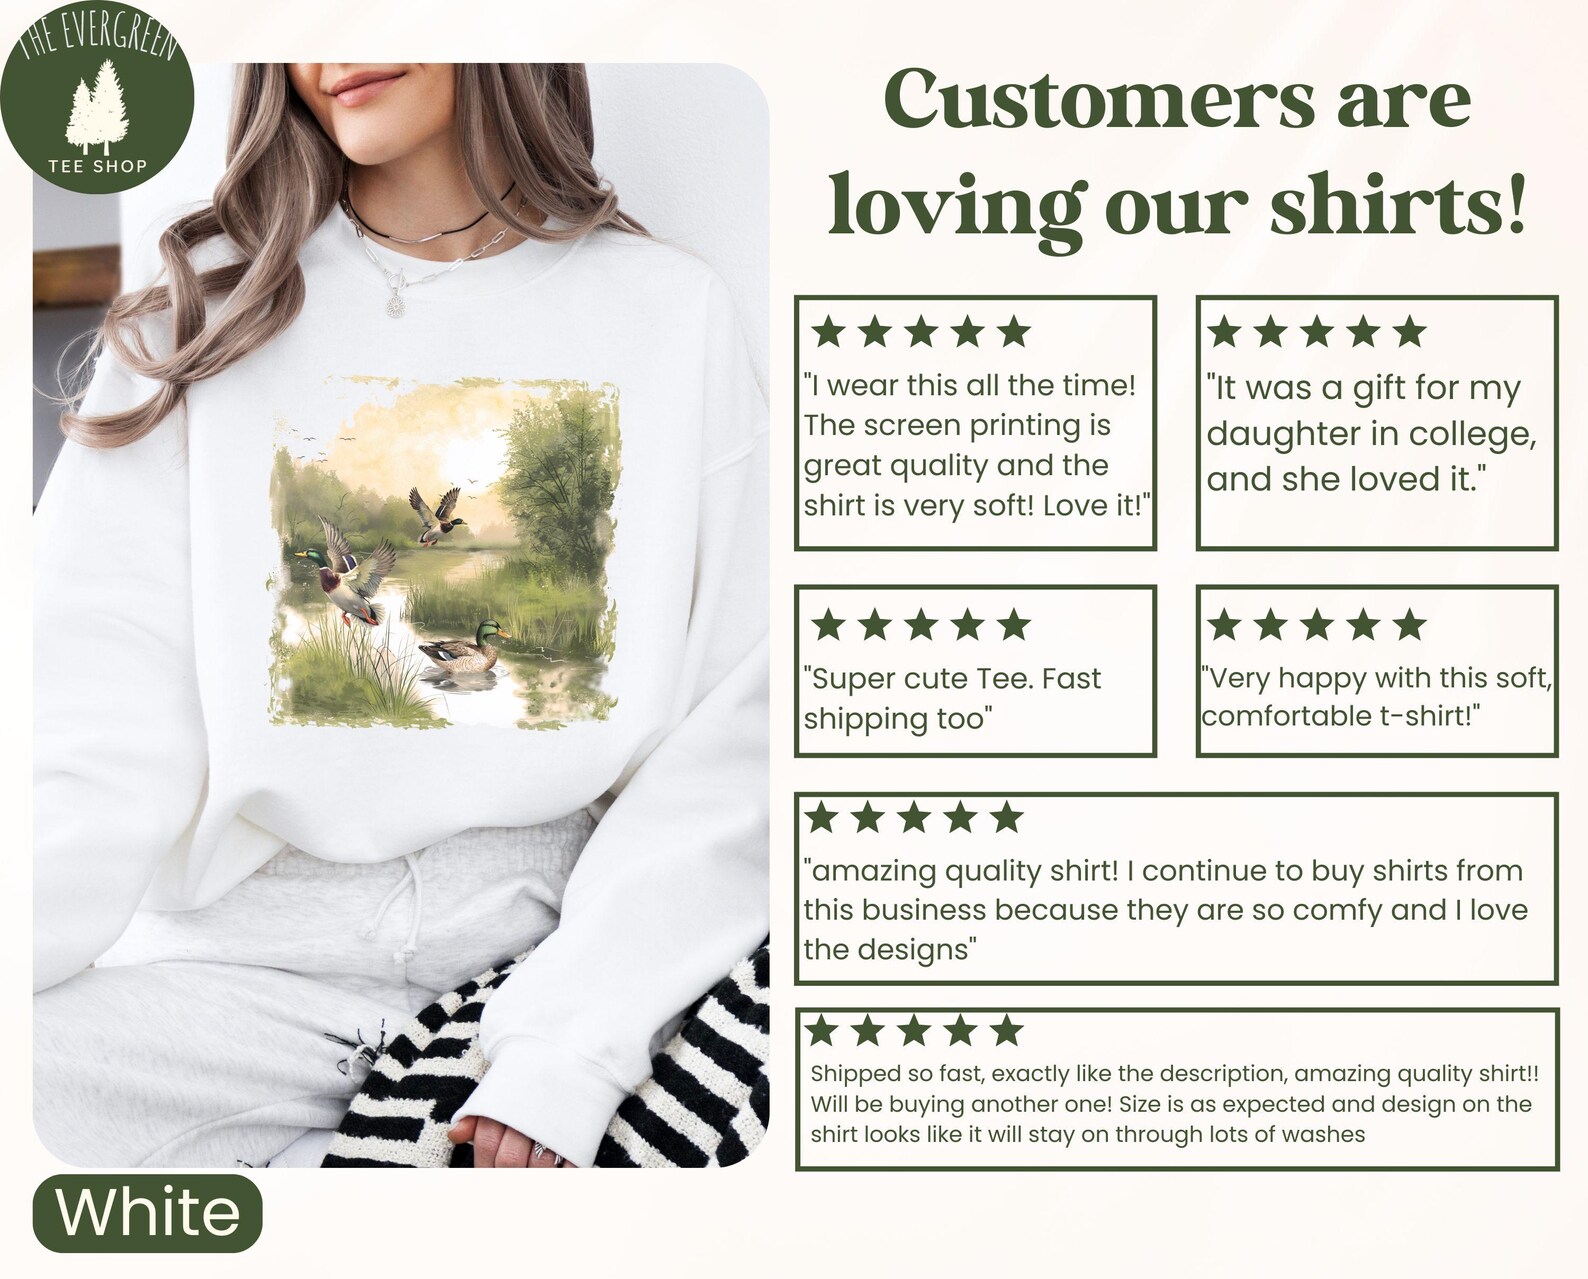 THE EVERGREEN
TEE SHOP
Customers are
loving our shirts!
"I wear this all the time!
The screen printing is
great quality and the
shirt is very soft! Love it!"
"It was a gift for my
daughter in college,
and she loved it."
"Super cute Tee. Fast
shipping too"
"Very happy with this soft,
comfortable t-shirt!"
"amazing quality shirt! I continue to buy shirts from
this business because they are so comfy and I love
the designs"
Shipped so fast, exactly like the description, amazing quality shirt!!
Will be buying another one! Size is as expected and design on the
shirt looks like it will stay on through lots of washes
White